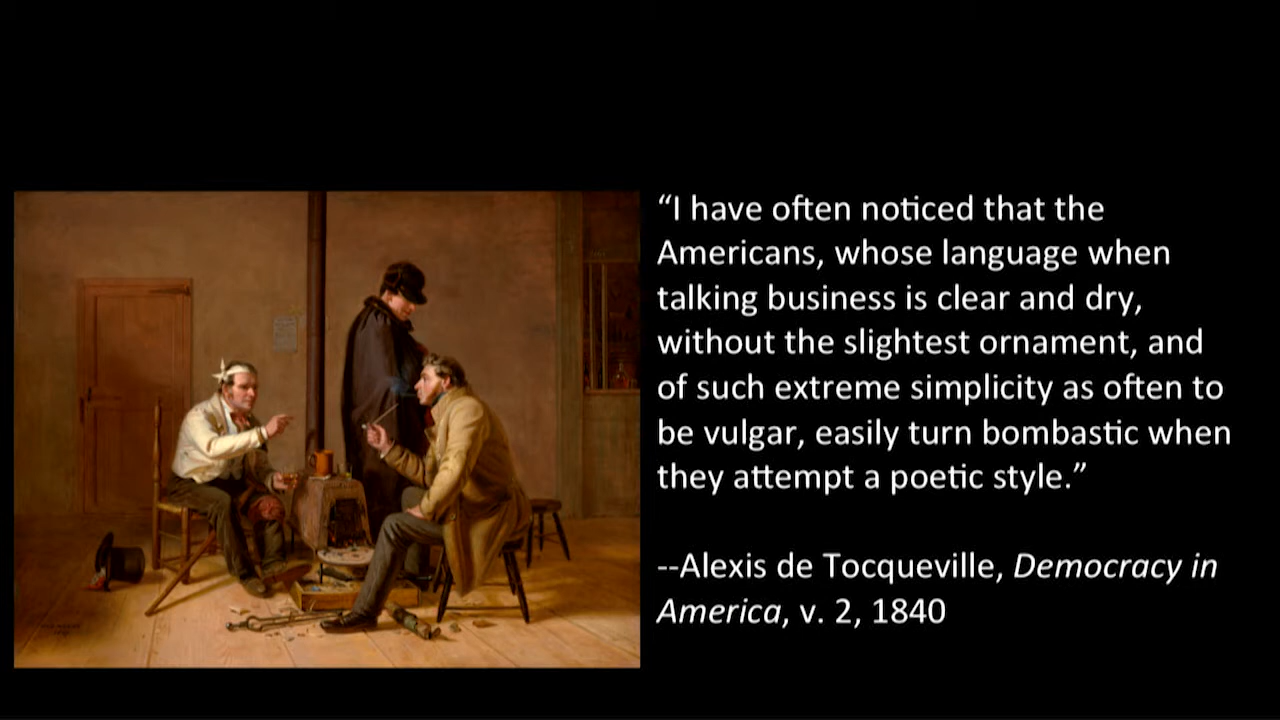 “I have often noticed that the
Americans, whose language when
talking business is clear and dry,
without the slightest ornament, and
of such extreme simplicity as often to
be vulgar, easily turn bombastic when
they attempt a poetic style.”
--Alexis de Tocqueville, Democracy in
America, v. 2, 1840